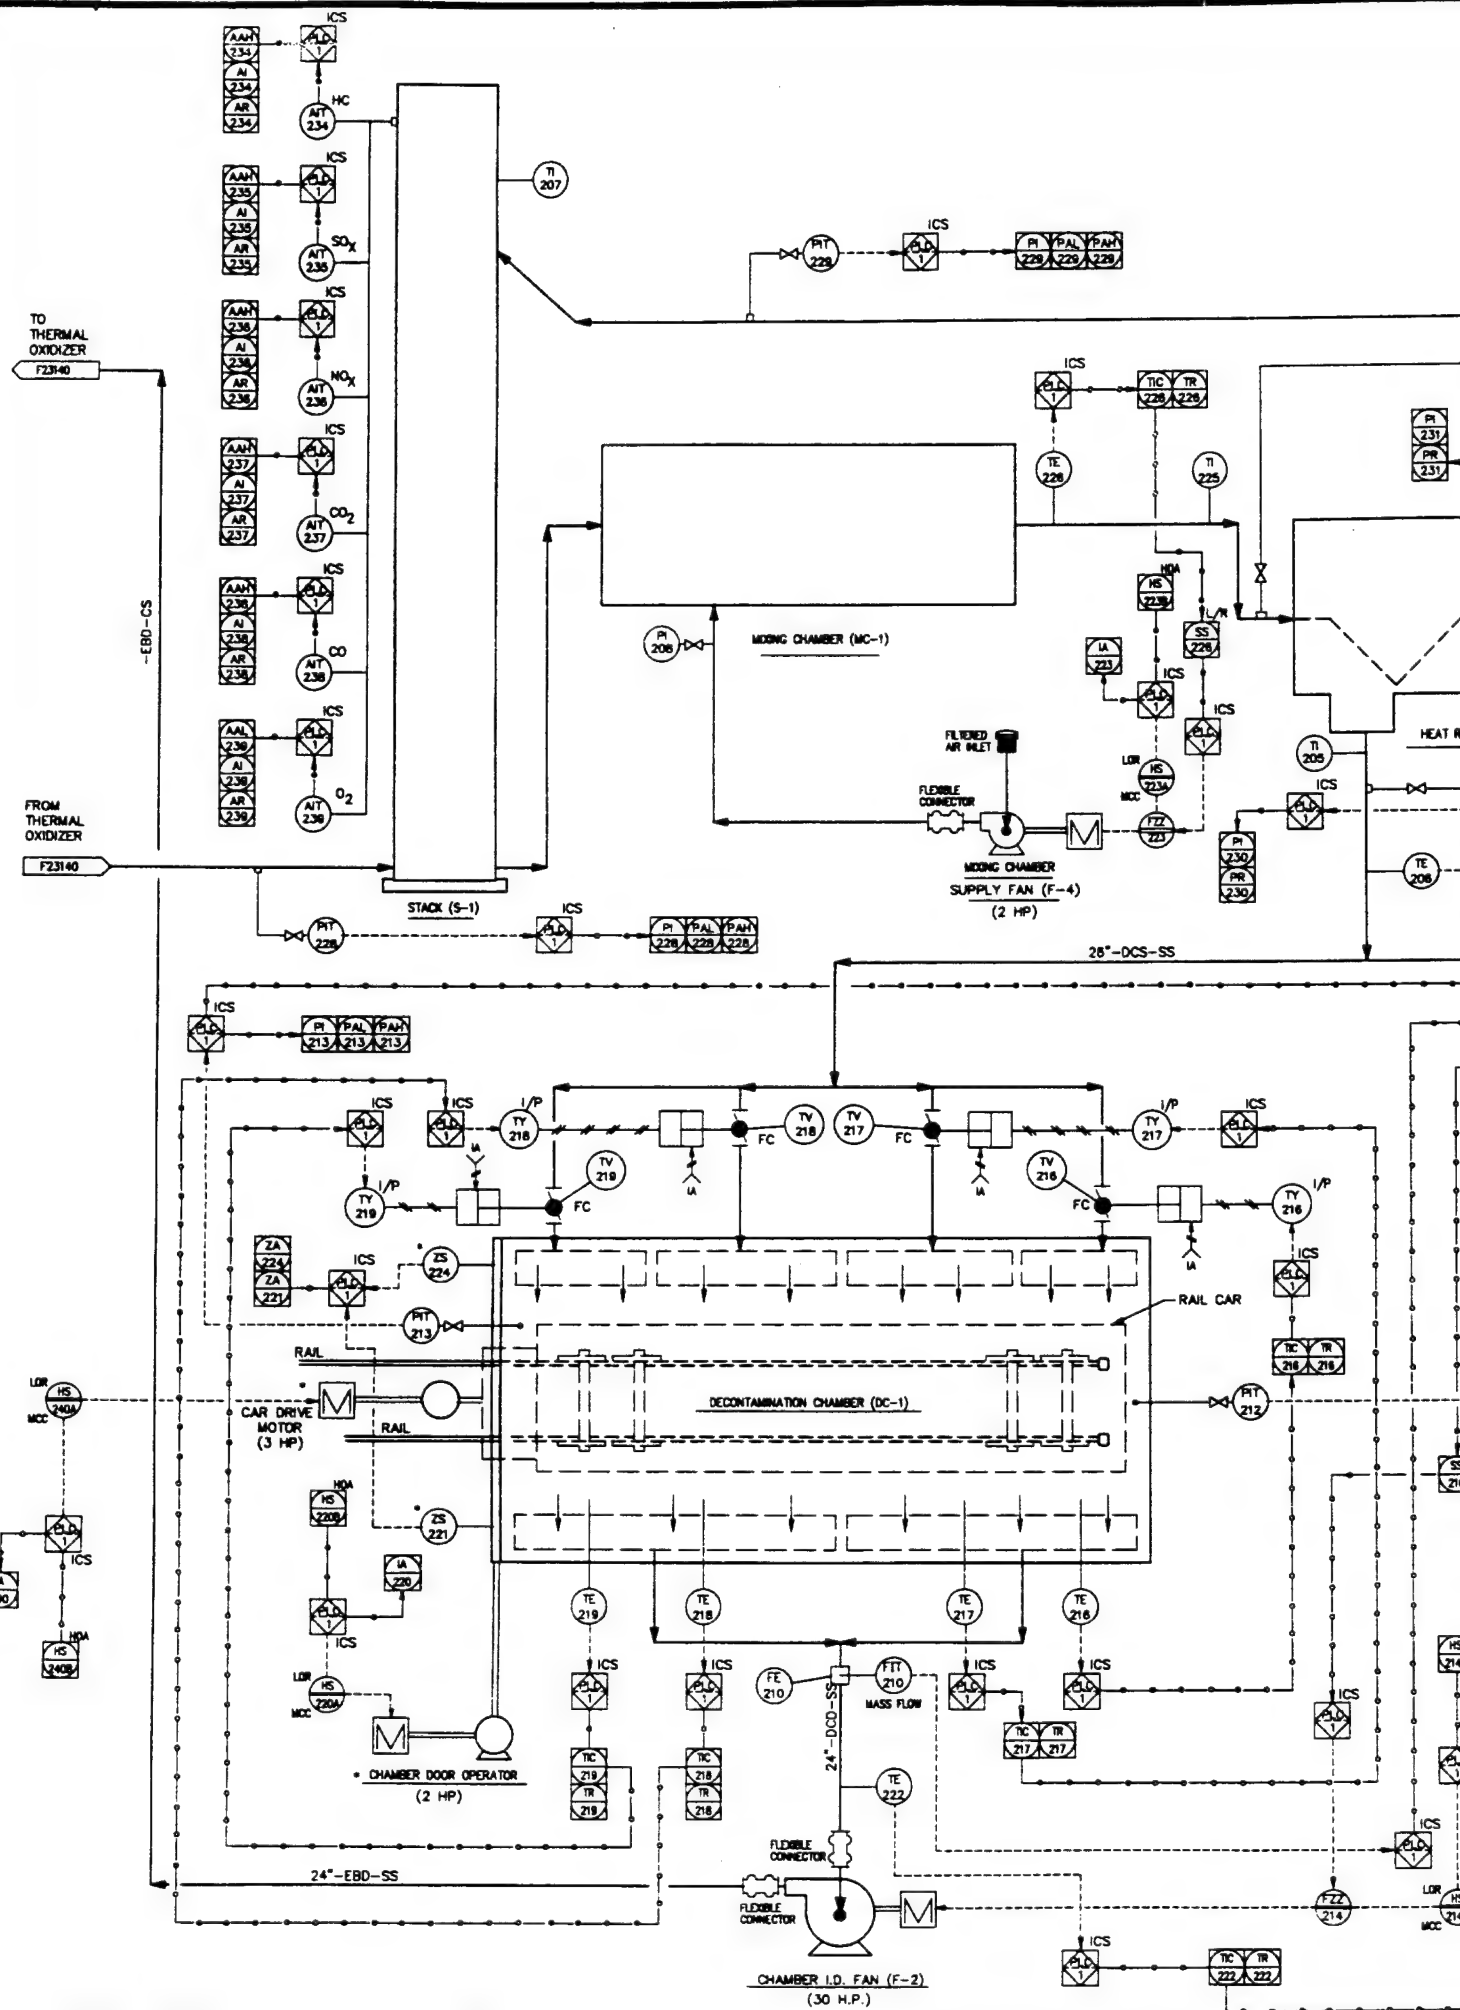 ICS
AAH
234
AI
234
AR
234
PLC
1
AIT
234
HC
ICS
AAH
235
AI
235
AR
235
PLC
1
AIT
235
SOX
TI
207
ICS
PIT
229
PLC
1
PI
229
PAL
229
PAH
229
ICS
AAH
236
AI
236
AR
236
PLC
1
AIT
236
NOX
TO
THERMAL
OXIDIZER
F23140
ICS
PLC
1
TIC
226
TR
226
TE
226
TI
225
PI
231
PR
231
ICS
AAH
237
AI
237
AR
237
PLC
1
AIT
237
CO2
-EBD-CS
ICS
AAH
238
AI
238
AR
238
PLC
1
AIT
238
CO
PI
208
MIXING CHAMBER (MC-1)
HOA
HS
223B
L/R
SS
226
IA
223
ICS
PLC
1
ICS
PLC
1
ICS
AAL
239
AI
239
AR
239
PLC
1
AIT
239
O2
FILTERED
AIR INLET
FLEXIBLE
CONNECTOR
LOR
HS
223A
MCC
FZZ
223
TI
205
HEAT R
ICS
PLC
1
PI
230
PR
230
TE
206
FROM
THERMAL
OXIDIZER
F23140
MIXING CHAMBER
SUPPLY FAN (F-4)
(2 HP)
STACK (S-1)
PIT
228
ICS
PLC
1
PI
228
PAL
228
PAH
228
26"-DCS-SS
ICS
PLC
1
PI
213
PAL
213
PAH
213
ICS
PLC
1
ICS
PLC
1
I/P
TY
218
IA
FC
TV
218
TV
217
FC
IA
I/P
TY
217
ICS
PLC
1
I/P
TY
219
IA
TV
219
FC
TV
216
FC
IA
I/P
TY
216
ICS
PLC
1
ZA
224
ZA
221
ICS
PLC
1
*
ZS
224
PIT
213
RAIL CAR
TIC
216
TR
216
RAIL
*
CAR DRIVE
MOTOR
(3 HP)
RAIL
DECONTAMINATION CHAMBER (DC-1)
PIT
212
LOR
HS
240A
MCC
PLC
1
ICS
HOA
HS
240B
HOA
HS
220B
*
ZS
221
IA
220
PLC
1
ICS
LOR
HS
220A
MCC
* CHAMBER DOOR OPERATOR
(2 HP)
TE
219
TE
218
TE
217
TE
216
ICS
PLC
1
ICS
PLC
1
ICS
PLC
1
ICS
PLC
1
FE
210
FIT
210
MASS FLOW
24"-DCD-SS
TIC
217
TR
217
ICS
PLC
1
TIC
219
TR
219
TIC
218
TR
218
TE
222
FLEXIBLE
CONNECTOR
ICS
PLC
1
24"-EBD-SS
FLEXIBLE
CONNECTOR
FZZ
214
LOR
MCC
ICS
PLC
1
TIC
222
TR
222
CHAMBER I.D. FAN (F-2)
(30 H.P.)